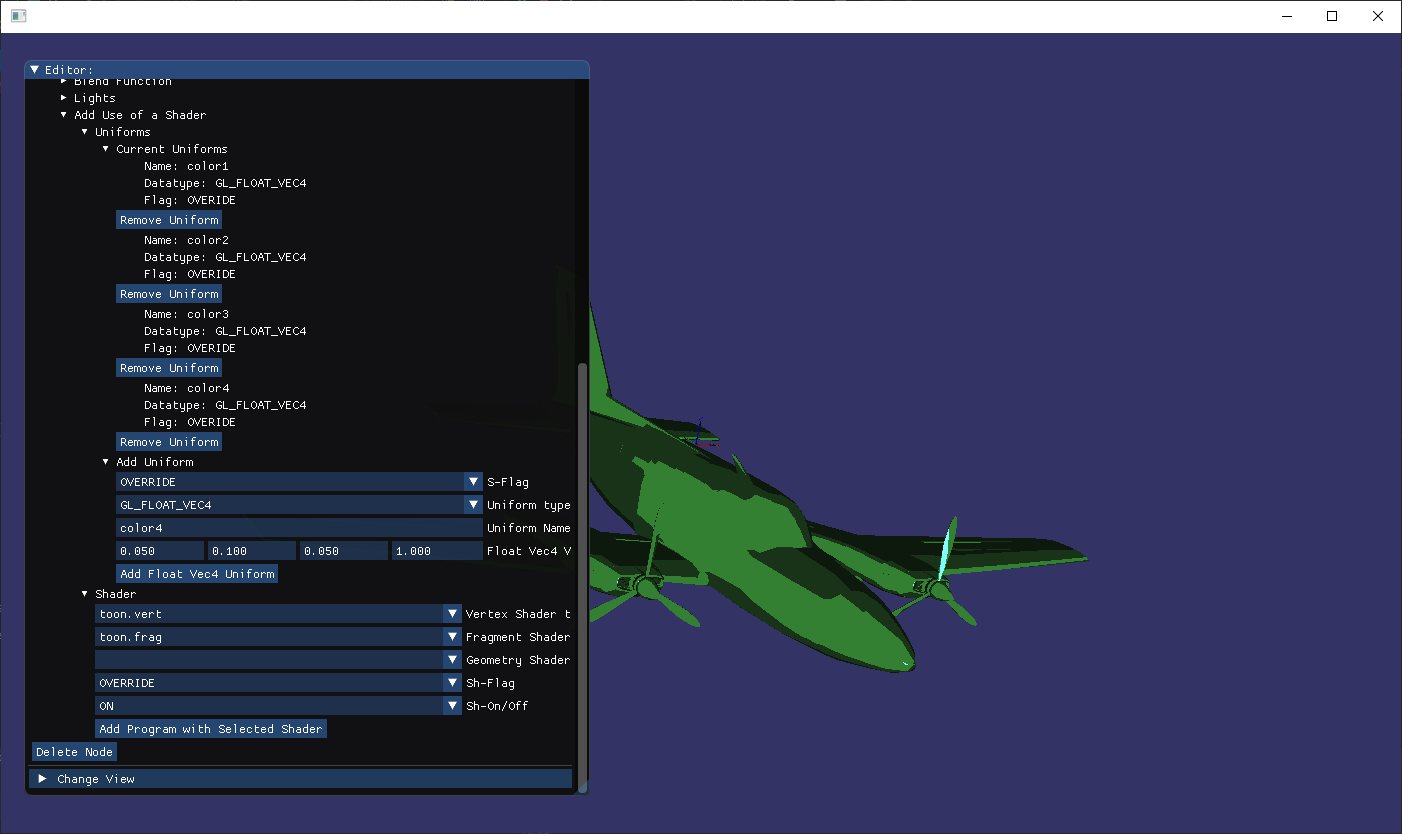 Editor:
Blend Function
Lights
Add Use of a Shader
Uniforms
Current Uniforms
Name: color1
Datatype: GL_FLOAT_VEC4
Flag: OVERIDE
Remove Uniform
Name: color2
Datatype: GL_FLOAT_VEC4
Flag: OVERIDE
Remove Uniform
Name: color3
Datatype: GL_FLOAT_VEC4
Flag: OVERIDE
Remove Uniform
Name: color4
Datatype: GL_FLOAT_VEC4
Flag: OVERIDE
Remove Uniform
Add Uniform
OVERRIDE S-Flag
GL_FLOAT_VEC4 Uniform type
color4 Uniform Name
0.050 0.100 0.050 1.000 Float Vec4 V
Add Float Vec4 Uniform
Shader
toon.vert Vertex Shader t
toon.frag Fragment Shader
Geometry Shader
OVERRIDE Sh-Flag
ON Sh-On/Off
Add Program with Selected Shader
Delete Node
Change View